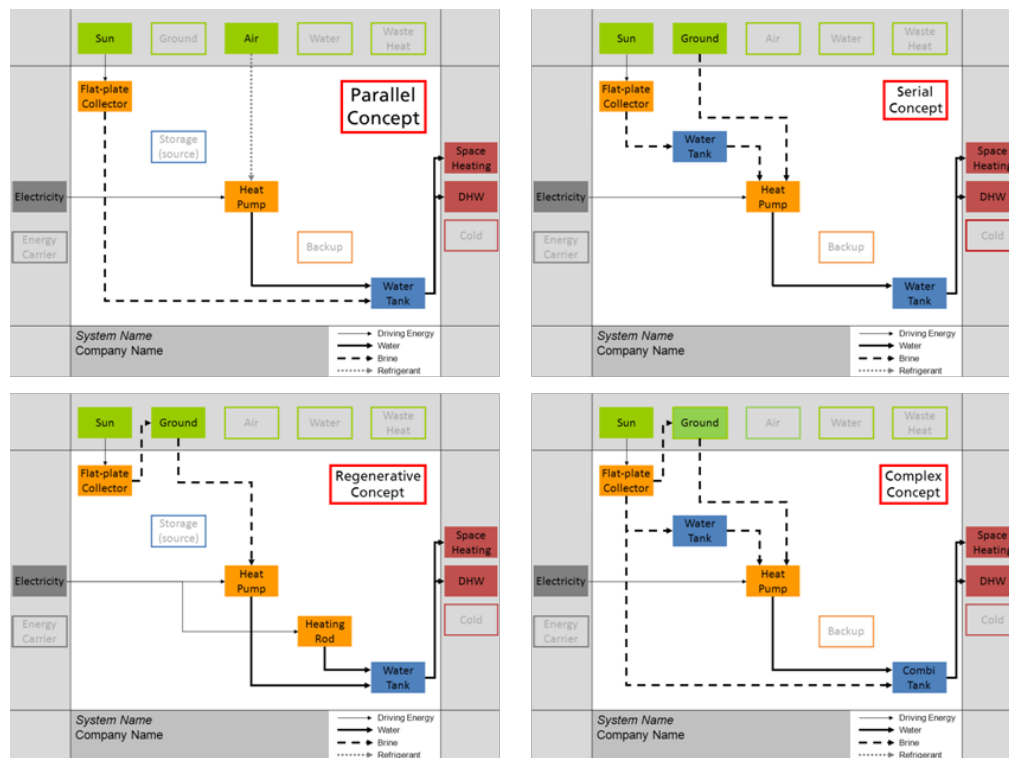 Sun
Ground
Air
Water
Waste
Heat
Flat-plate
Collector
Parallel
Concept
Storage
(source)
Space
Heating
Electricity
Heat
Pump
DHW
Energy
Carrier
Backup
Cold
Water
Tank
System Name
Company Name
Driving Energy
Water
Brine
Refrigerant
Sun
Ground
Air
Water
Waste
Heat
Flat-plate
Collector
Serial
Concept
Water
Tank
Space
Heating
Electricity
Heat
Pump
DHW
Energy
Carrier
Backup
Cold
Water
Tank
System Name
Company Name
Driving Energy
Water
Brine
Refrigerant
Sun
Ground
Air
Water
Waste
Heat
Flat-plate
Collector
Regenerative
Concept
Storage
(source)
Space
Heating
Electricity
Heat
Pump
DHW
Energy
Carrier
Heating
Rod
Cold
Water
Tank
System Name
Company Name
Driving Energy
Water
Brine
Refrigerant
Sun
Ground
Air
Water
Waste
Heat
Flat-plate
Collector
Complex
Concept
Water
Tank
Space
Heating
Electricity
Heat
Pump
DHW
Energy
Carrier
Backup
Cold
Combi
Tank
System Name
Company Name
Driving Energy
Water
Brine
Refrigerant